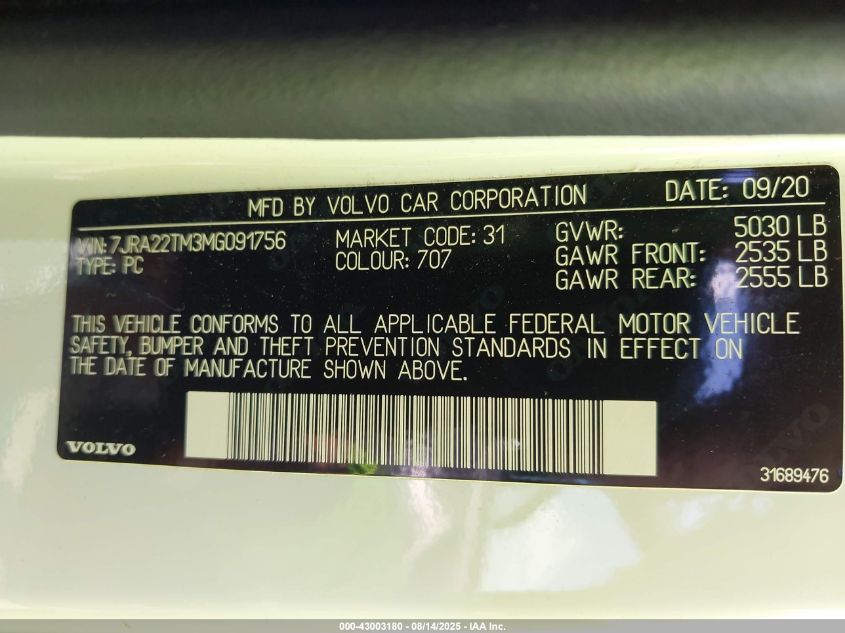 MFD BY VOLVO CAR CORPORATION DATE: 09/20
VIN: 7JRA22TM3MG091756 MARKET CODE: 31 GVWR: 5030 LB
TYPE: PC COLOUR: 707 GAWR FRONT: 2535 LB
GAWR REAR: 2555 LB
THIS VEHICLE CONFORMS TO ALL APPLICABLE FEDERAL MOTOR VEHICLE
SAFETY, BUMPER AND THEFT PREVENTION STANDARDS IN EFFECT ON
THE DATE OF MANUFACTURE SHOWN ABOVE.
VOLVO
31689476
000-43003180 - 08/14/2025 - IAA Inc.